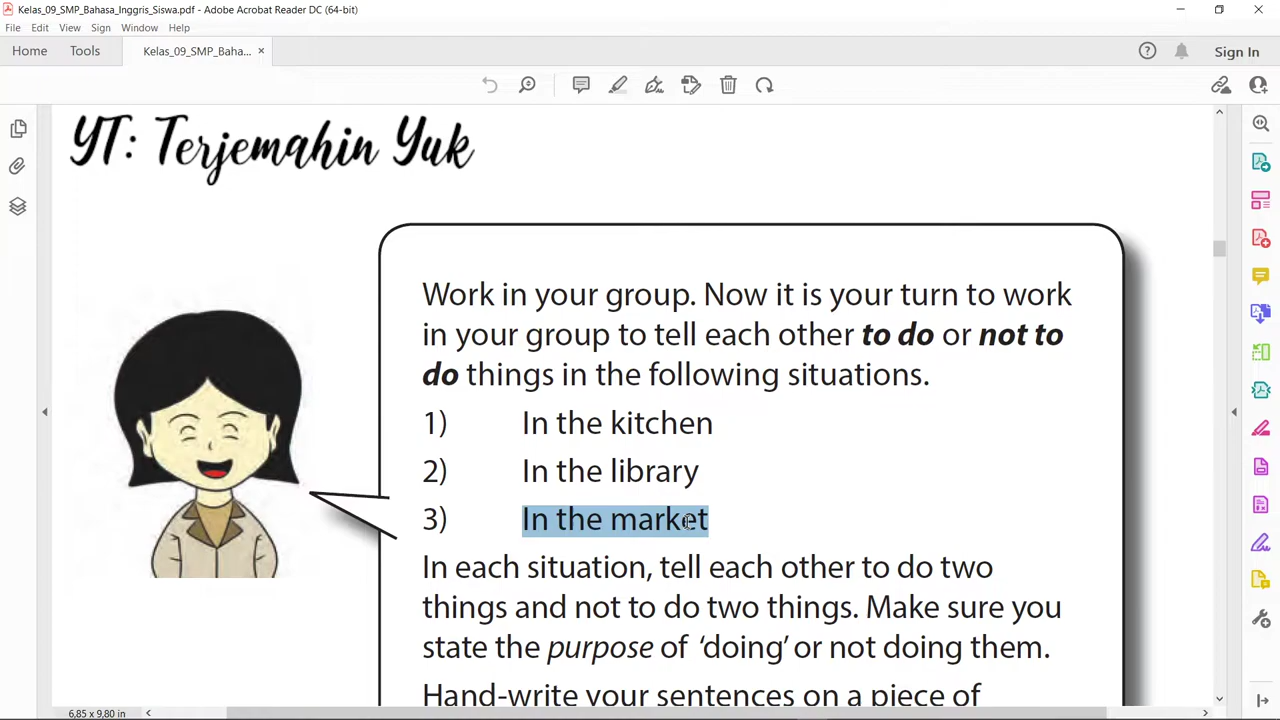 Kelas_09_SMP_Bahasa_Inggris_Siswa.pdf - Adobe Acrobat Reader DC (64-bit)
File Edit View Sign Window Help
Home Tools Kelas_09_SMP_Baha... × Sign In
YT: Terjemahin Yuk
Work in your group. Now it is your turn to work
in your group to tell each other to do or not to
do things in the following situations.
1) In the kitchen
2) In the library
3) In the market
In each situation, tell each other to do two
things and not to do two things. Make sure you
state the purpose of ‘doing’ or not doing them.
Hand-write your sentences on a piece of
6,85 x 9,80 in